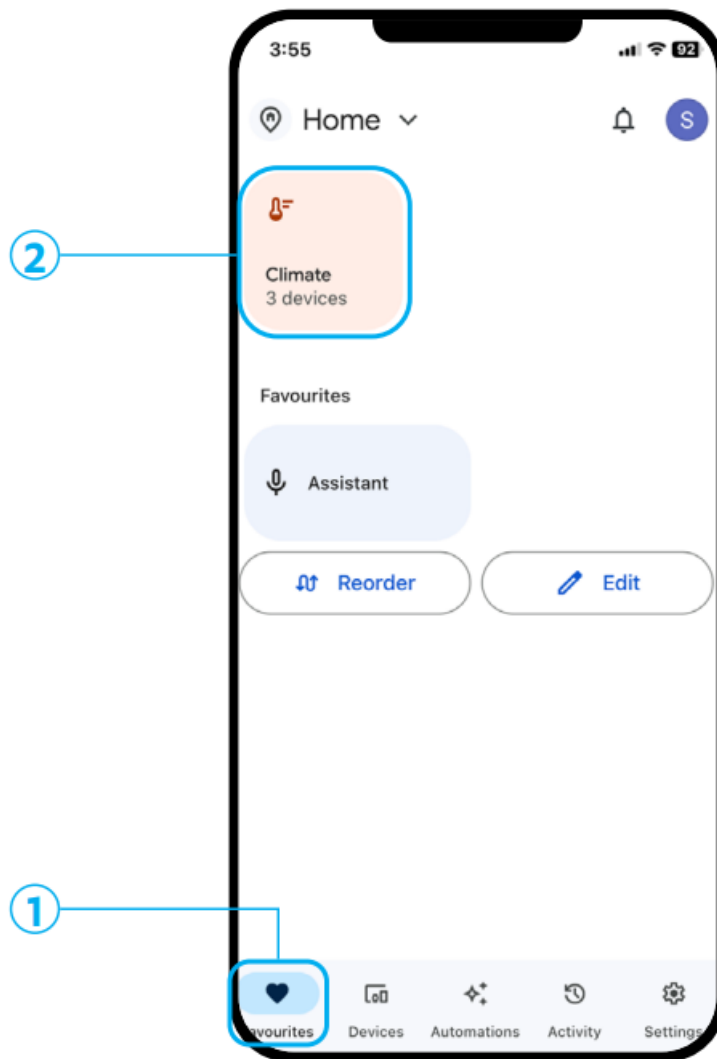 3:55
92
Home
S
2
Climate
3 devices
Favourites
Assistant
Reorder
Edit
1
avourites
Devices
Automations
Activity
Settings